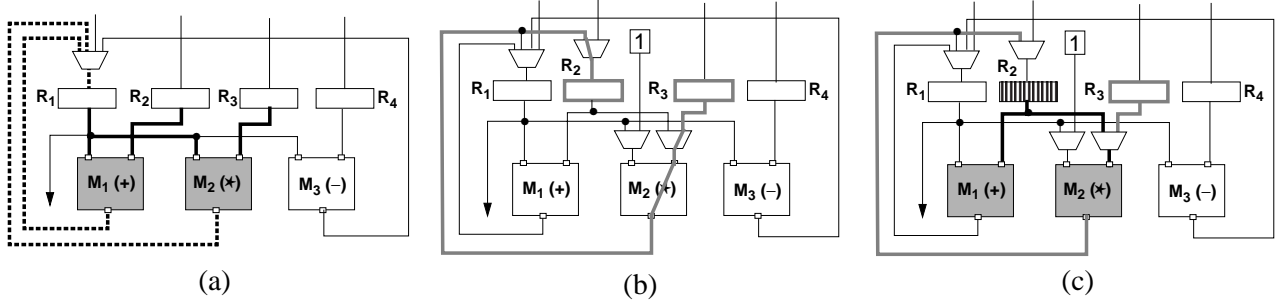 R1 R2 R3 R4
M1 (+) M2 (*) M3 (−)
(a)
1
R2
R1 R3 R4
M1 (+) M2 (*) M3 (−)
(b)
1
R2
R1 R3 R4
M1 (+) M2 (*) M3 (−)
(c)